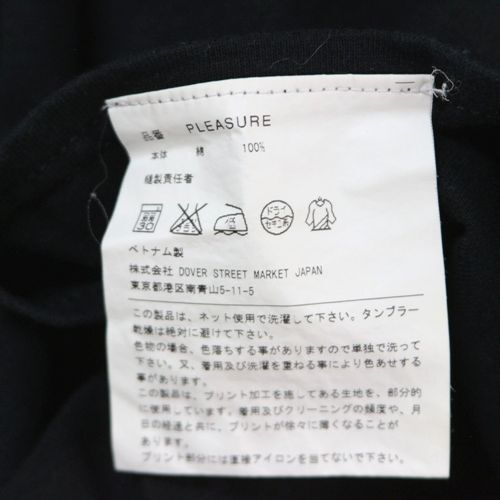 品番 PLEASURE
本体 綿 100%
縫製責任者
30 ドライ セキユ系
ベトナム製
株式会社 DOVER STREET MARKET JAPAN
東京都港区南青山5-11-5
この製品は、ネット使用で洗濯して下さい。タンブラー
乾燥は絶対に避けて下さい。
色物の場合、色落ちする事がありますので単独で洗って
下さい。又、着用及び洗濯を重ねる事により色あせする
事があります。
この製品は、プリント加工を施してある生地を、部分的
に使用しています。着用及びクリーニングの頻度や、月
日の経過と共に、プリントが徐々に薄くなることが
あります。
プリント部分には直接アイロンを当てないで下さい。